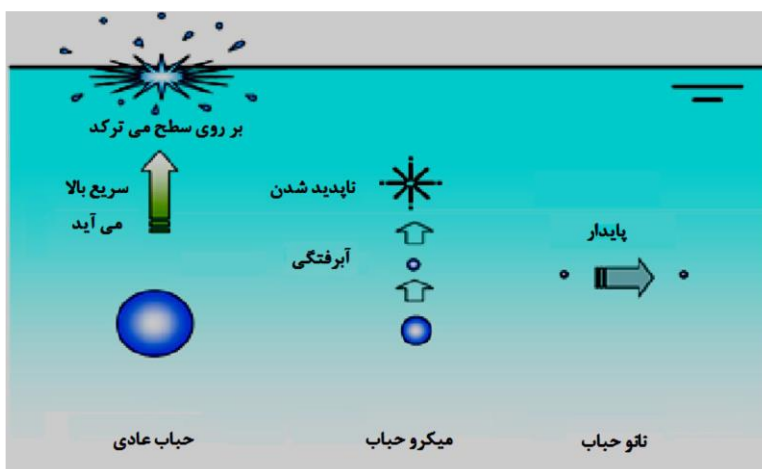 بر روی سطح می ترکد
سریع بالا
می آید
ناپدید شدن
آبرفتگی
پایدار
حباب عادی
میکرو حباب
نانو حباب